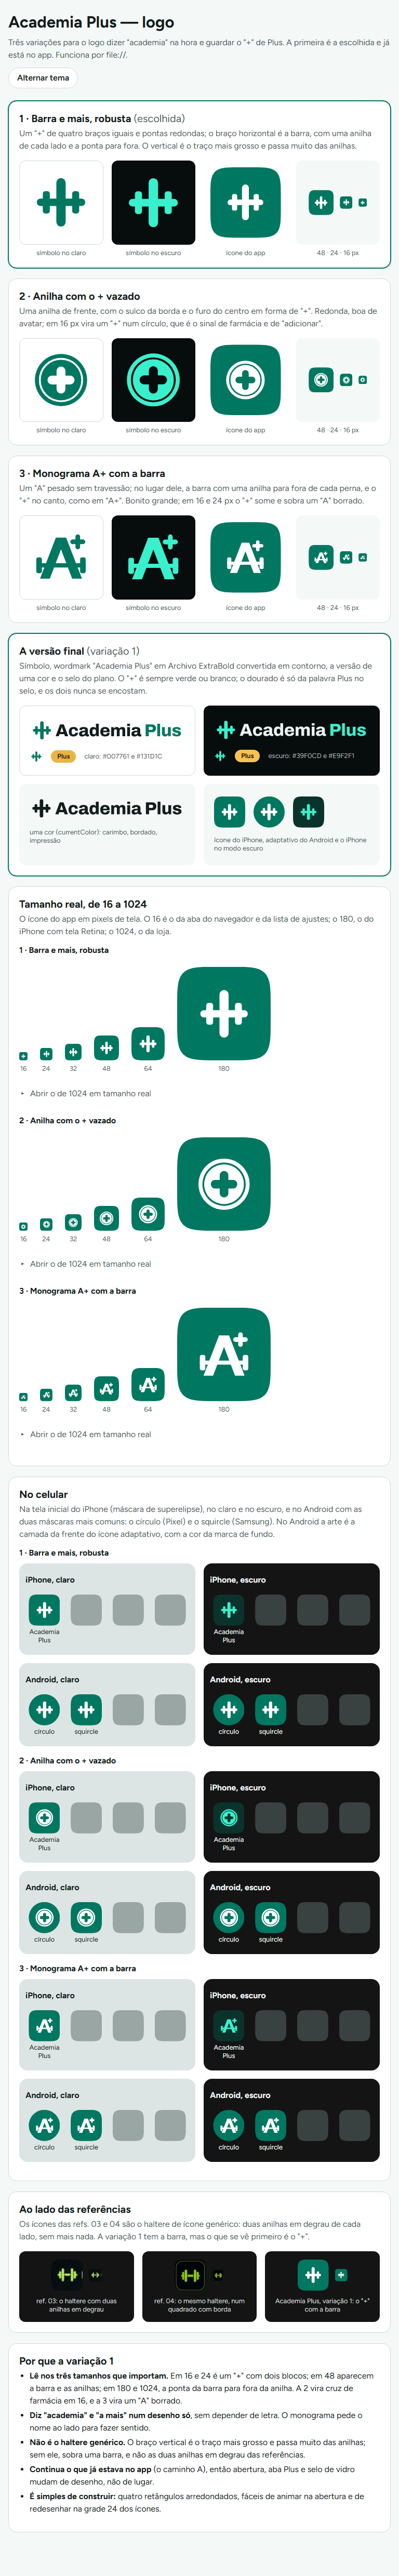 Academia Plus — logo
Três variações para o logo dizer "academia" na hora e guardar o "+" de Plus. A primeira é a escolhida e já
está no app. Funciona por file://.
Alternar tema
1 · Barra e mais, robusta (escolhida)
Um "+" de quatro braços iguais e pontas redondas; o braço horizontal é a barra, com uma anilha
de cada lado e a ponta para fora. O vertical é o traço mais grosso e passa muito das anilhas.
símbolo no claro
símbolo no escuro
ícone do app
48 · 24 · 16 px
2 · Anilha com o + vazado
Uma anilha de frente, com o sulco da borda e o furo do centro em forma de "+". Redonda, boa de
avatar; em 16 px vira um "+" num círculo, que é o sinal de farmácia e de "adicionar".
símbolo no claro
símbolo no escuro
ícone do app
48 · 24 · 16 px
3 · Monograma A+ com a barra
Um "A" pesado sem travessão; no lugar dele, a barra com uma anilha para fora de cada perna, e o
"+" no canto, como em "A+". Bonito grande; em 16 e 24 px o "+" some e sobra um "A" borrado.
símbolo no claro
símbolo no escuro
ícone do app
48 · 24 · 16 px
A versão final (variação 1)
Símbolo, wordmark "Academia Plus" em Archivo ExtraBold convertida em contorno, a versão de
uma cor e o selo do plano. O "+" é sempre verde ou branco; o dourado é só da palavra Plus no
selo, e os dois nunca se encostam.
Academia Plus
Plus
claro: #007761 e #131D1C
Academia Plus
Plus
escuro: #39F0CD e #E9F2F1
Academia Plus
uma cor (currentColor): carimbo, bordado,
impressão
ícone do iPhone, adaptativo do Android e o iPhone
no modo escuro
Tamanho real, de 16 a 1024
O ícone do app em pixels de tela. O 16 é o da aba do navegador e da lista de ajustes; o 180, o do
iPhone com tela Retina; o 1024, o da loja.
1 · Barra e mais, robusta
16
24
32
48
64
180
Abrir o de 1024 em tamanho real
2 · Anilha com o + vazado
16
24
32
48
64
180
Abrir o de 1024 em tamanho real
3 · Monograma A+ com a barra
16
24
32
48
64
180
Abrir o de 1024 em tamanho real
No celular
Na tela inicial do iPhone (máscara de superelipse), no claro e no escuro, e no Android com as
duas máscaras mais comuns: o círculo (Pixel) e o squircle (Samsung). No Android a arte é a
camada da frente do ícone adaptativo, com a cor da marca de fundo.
1 · Barra e mais, robusta
iPhone, claro
Academia
Plus
iPhone, escuro
Academia
Plus
Android, claro
círculo
squircle
Android, escuro
círculo
squircle
2 · Anilha com o + vazado
iPhone, claro
Academia
Plus
iPhone, escuro
Academia
Plus
Android, claro
círculo
squircle
Android, escuro
círculo
squircle
3 · Monograma A+ com a barra
iPhone, claro
Academia
Plus
iPhone, escuro
Academia
Plus
Android, claro
círculo
squircle
Android, escuro
círculo
squircle
Ao lado das referências
Os ícones das refs. 03 e 04 são o haltere de ícone genérico: duas anilhas em degrau de cada
lado, sem mais nada. A variação 1 tem a barra, mas o que se vê primeiro é o "+".
ref. 03: o haltere com duas
anilhas em degrau
ref. 04: o mesmo haltere, num
quadrado com borda
Academia Plus, variação 1: o "+"
com a barra
Por que a variação 1
Lê nos três tamanhos que importam. Em 16 e 24 é um "+" com dois blocos; em 48 aparecem
a barra e as anilhas; em 180 e 1024, a ponta da barra para fora da anilha. A 2 vira cruz de
farmácia em 16, e a 3 vira um "A" borrado.
Diz "academia" e "a mais" num desenho só, sem depender de letra. O monograma pede o
nome ao lado para fazer sentido.
Não é o haltere genérico. O braço vertical é o traço mais grosso e passa muito das anilhas;
sem ele, sobra uma barra, e não as duas anilhas em degrau das referências.
Continua o que já estava no app (o caminho A), então abertura, aba Plus e selo de vidro
mudam de desenho, não de lugar.
É simples de construir: quatro retângulos arredondados, fáceis de animar na abertura e de
redesenhar na grade 24 dos ícones.